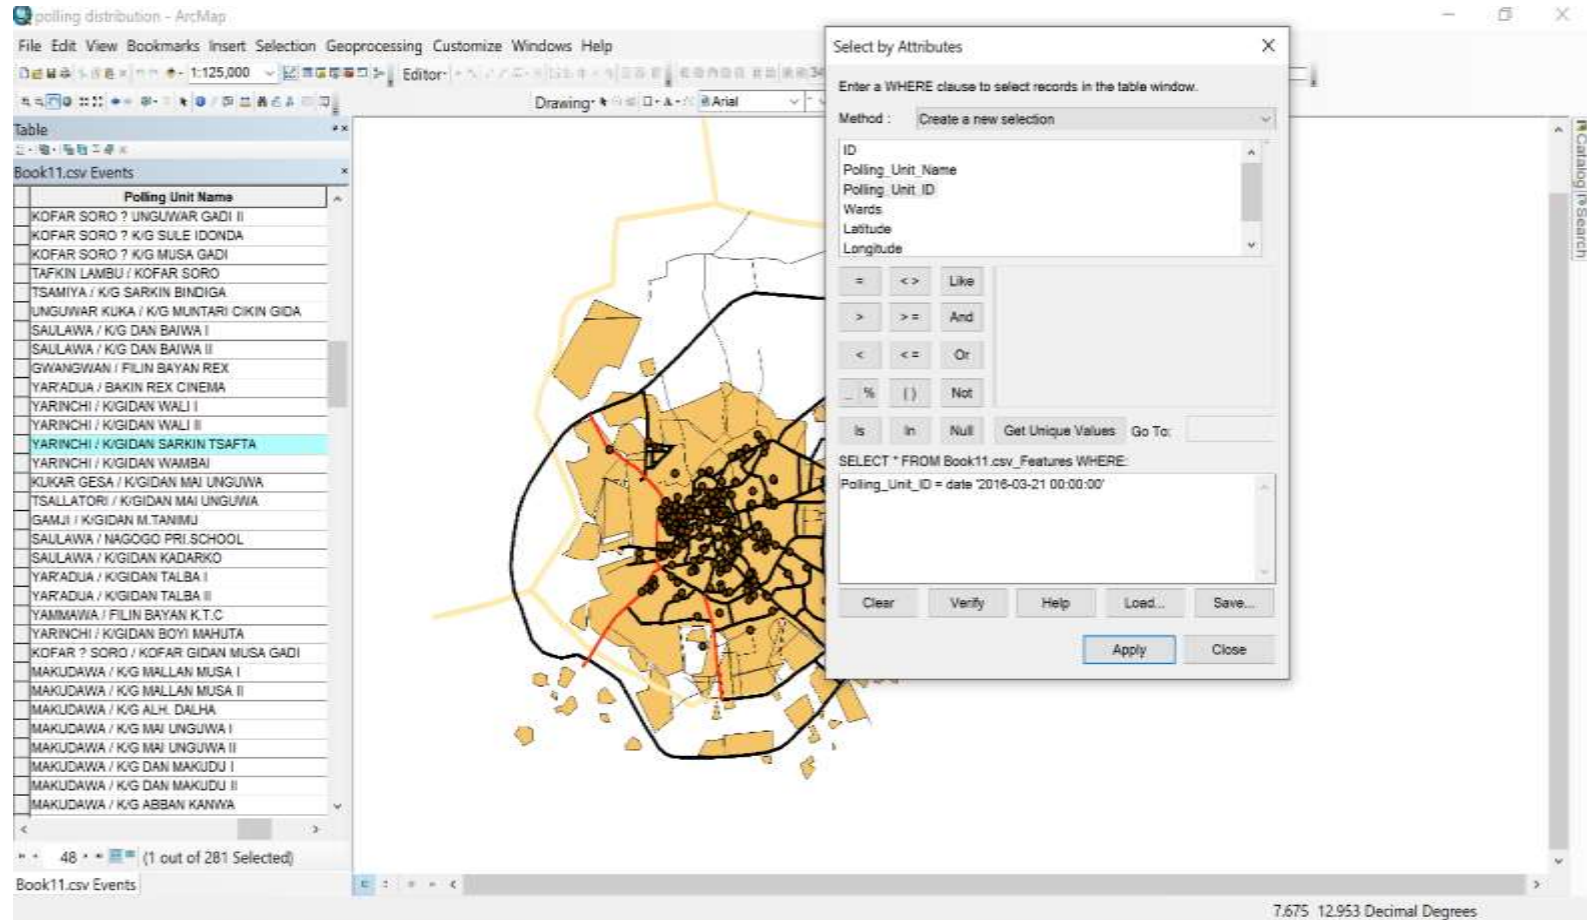 polling distribution - ArcMap
File Edit View Bookmarks Insert Selection Geoprocessing Customize Windows Help
1:125,000
Editor
Drawing
Arial
Table
Book11.csv Events
Polling Unit Name
KOFAR SORO ? UNGUWAR GADI II
KOFAR SORO ? K/G SULE IDONDA
KOFAR SORO ? K/G MUSA GADI
TAFKIN LAMBU / KOFAR SORO
TSAMIYA / K/G SARKIN BINDIGA
UNGUWAR KUKA / K/G MUNTARI CIKIN GIDA
SAULAWA / K/G DAN BAIWA I
SAULAWA / K/G DAN BAIWA II
GWANGWAN / FILIN BAYAN REX
YAR'ADUA / BAKIN REX CINEMA
YARINCHI / K/GIDAN WALI I
YARINCHI / K/GIDAN WALI II
YARINCHI / K/GIDAN SARKIN TSAFTA
YARINCHI / K/GIDAN WAMBAI
KUKAR GESA / K/GIDAN MAI UNGUWA
TSALLATORI / K/GIDAN MAI UNGUWA
GAMJI / K/GIDAN M.TANIMU
SAULAWA / NAGOGO PRI.SCHOOL
SAULAWA / K/GIDAN KADARKO
YAR'ADUA / K/GIDAN TALBA I
YAR'ADUA / K/GIDAN TALBA II
YAMMAWA / FILIN BAYAN K.T.C
YARINCHI / K/GIDAN BOYI MAHUTA
KOFAR ? SORO / KOFAR GIDAN MUSA GADI
MAKUDAWA / K/G MALLAN MUSA I
MAKUDAWA / K/G MALLAN MUSA II
MAKUDAWA / K/G ALH. DALHA
MAKUDAWA / K/G MAI UNGUWA I
MAKUDAWA / K/G MAI UNGUWA II
MAKUDAWA / K/G DAN MAKUDU I
MAKUDAWA / K/G DAN MAKUDU II
MAKUDAWA / K/G ABBAN KANWA
48
(1 out of 281 Selected)
Book11.csv Events
Select by Attributes
Enter a WHERE clause to select records in the table window.
Method : Create a new selection
ID
Polling_Unit_Name
Polling_Unit_ID
Wards
Latitude
Longitude
= < > Like
> > = And
< < = Or
_ % ( ) Not
Is In Null Get Unique Values Go To:
SELECT * FROM Book11.csv_Features WHERE:
Polling_Unit_ID = date '2016-03-21 00:00:00'
Clear Verify Help Load... Save...
Apply Close
Catalog
Search
7.675 12.953 Decimal Degrees